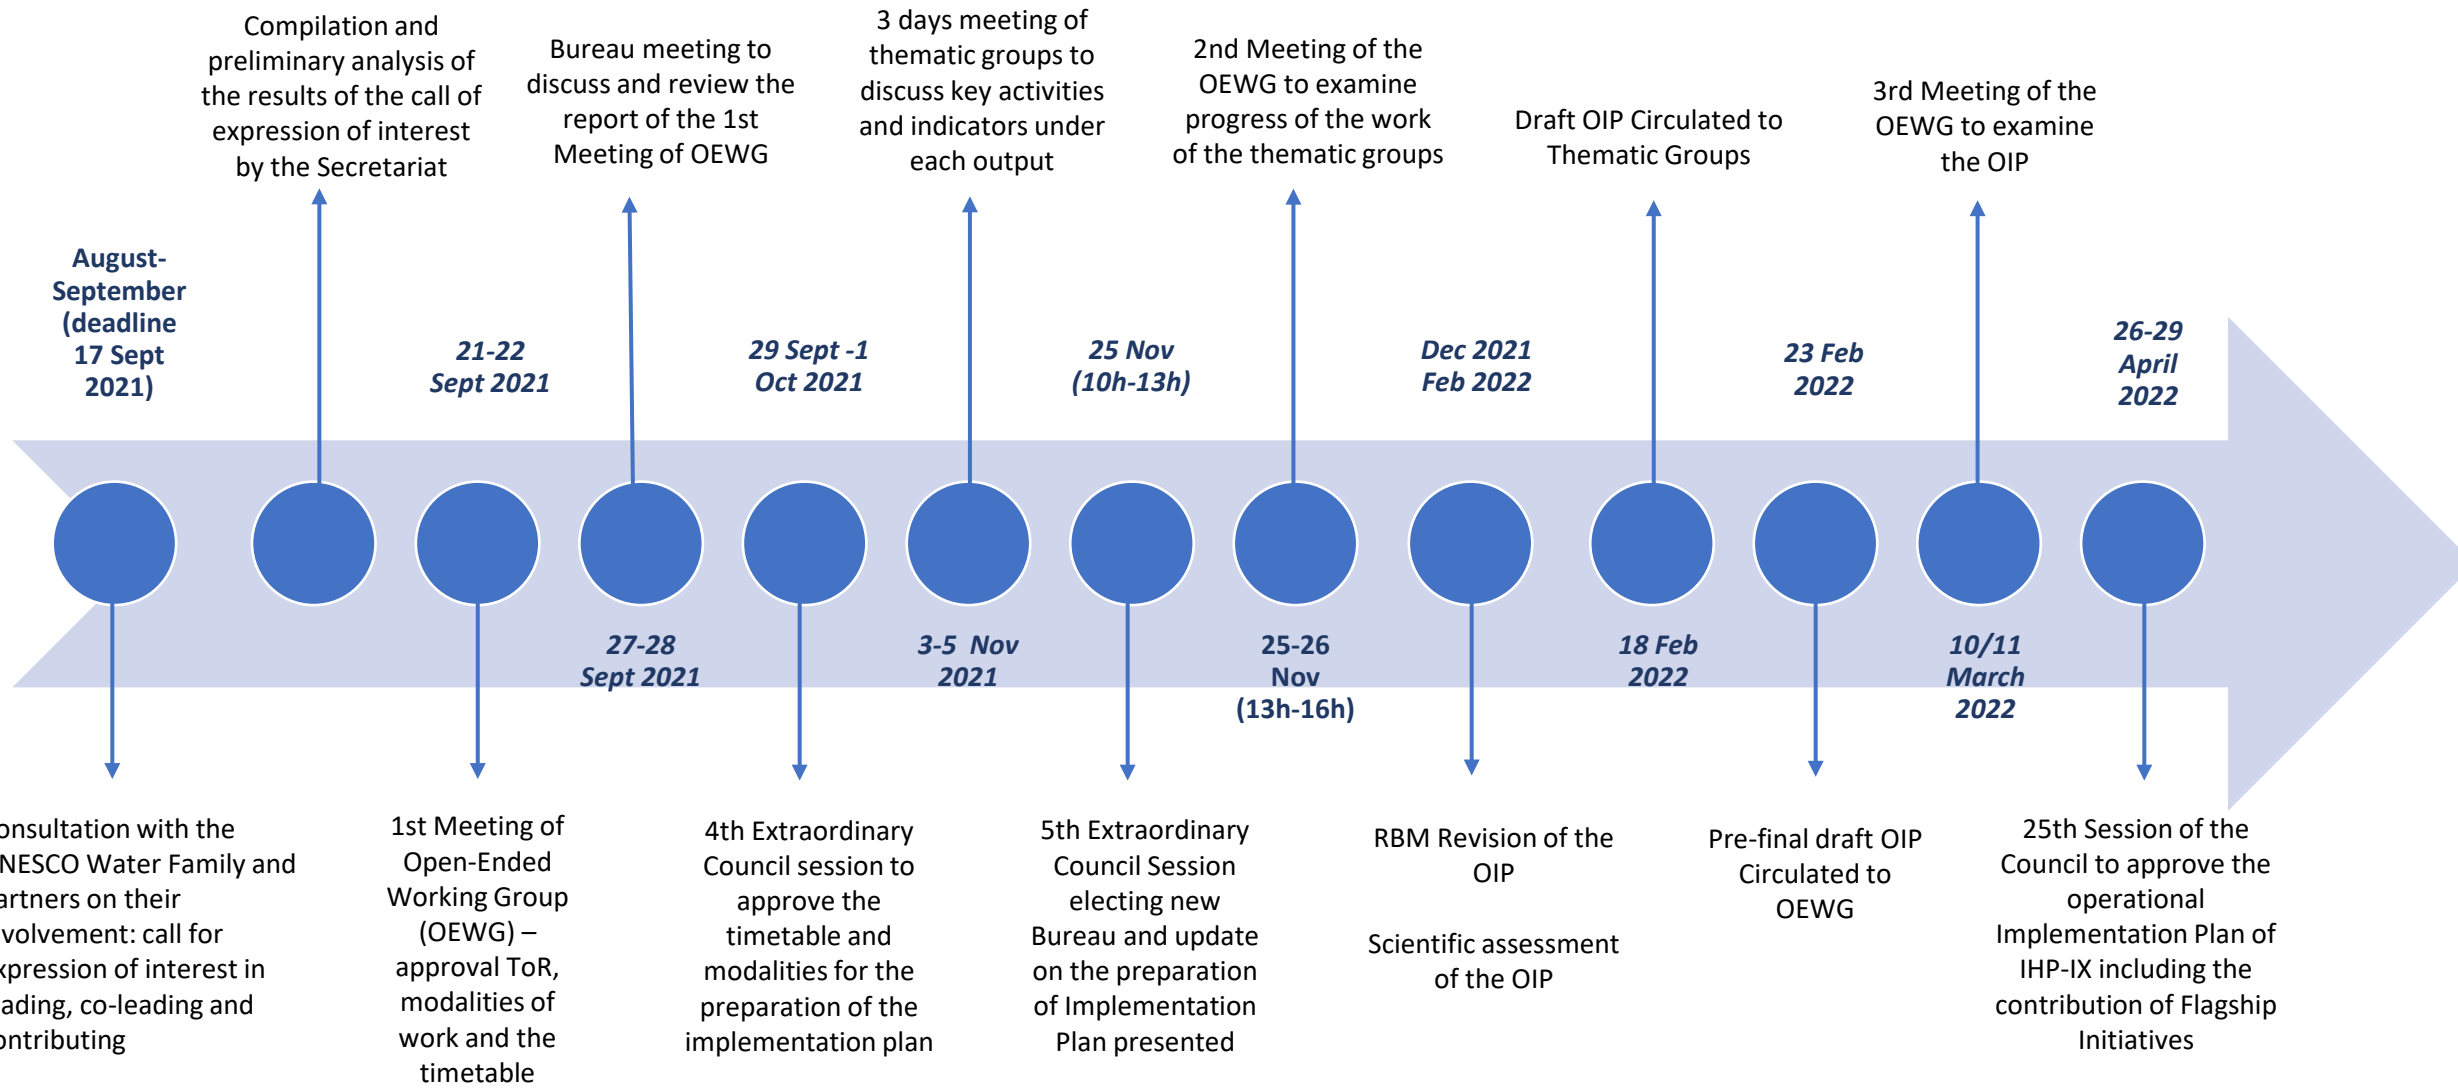 Compilation and
preliminary analysis of
the results of the call of
expression of interest
by the Secretariat
Bureau meeting to
discuss and review the
report of the 1st
Meeting of OEWG
3 days meeting of
thematic groups to
discuss key activities
and indicators under
each output
2nd Meeting of the
OEWG to examine
progress of the work
of the thematic groups
Draft OIP Circulated to
Thematic Groups
3rd Meeting of the
OEWG to examine
the OIP
August-
September
(deadline
17 Sept
2021)
21-22
Sept 2021
29 Sept -1
Oct 2021
25 Nov
(10h-13h)
Dec 2021
Feb 2022
23 Feb
2022
26-29
April
2022
27-28
Sept 2021
3-5 Nov
2021
25-26
Nov
(13h-16h)
18 Feb
2022
10/11
March
2022
onsultation with the
NESCO Water Family and
artners on their
volvement: call for
xpression of interest in
ading, co-leading and
ontributing
1st Meeting of
Open-Ended
Working Group
(OEWG) –
approval ToR,
modalities of
work and the
timetable
4th Extraordinary
Council session to
approve the
timetable and
modalities for the
preparation of the
implementation plan
5th Extraordinary
Council Session
electing new
Bureau and update
on the preparation
of Implementation
Plan presented
RBM Revision of the
OIP
Scientific assessment
of the OIP
Pre-final draft OIP
Circulated to
OEWG
25th Session of the
Council to approve the
operational
Implementation Plan of
IHP-IX including the
contribution of Flagship
Initiatives